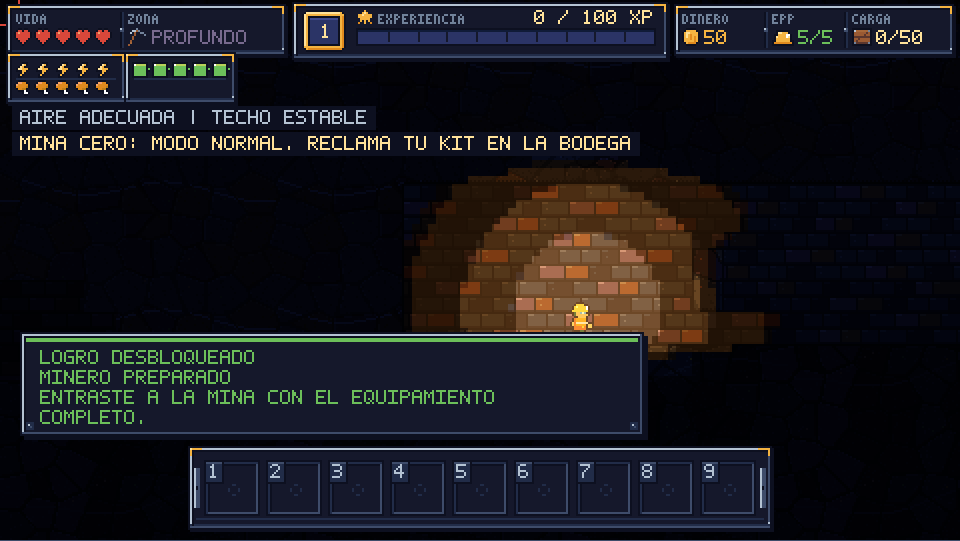 VIDA
ZONA
PROFUNDO
1
EXPERIENCIA
0 / 100 XP
DINERO
50
EPP
5/5
CARGA
0/50
AIRE ADECUADA | TECHO ESTABLE
MINA CERO: MODO NORMAL. RECLAMA TU KIT EN LA BODEGA
LOGRO DESBLOQUEADO
MINERO PREPARADO
ENTRASTE A LA MINA CON EL EQUIPAMIENTO
COMPLETO.
1 2 3 4 5 6 7 8 9